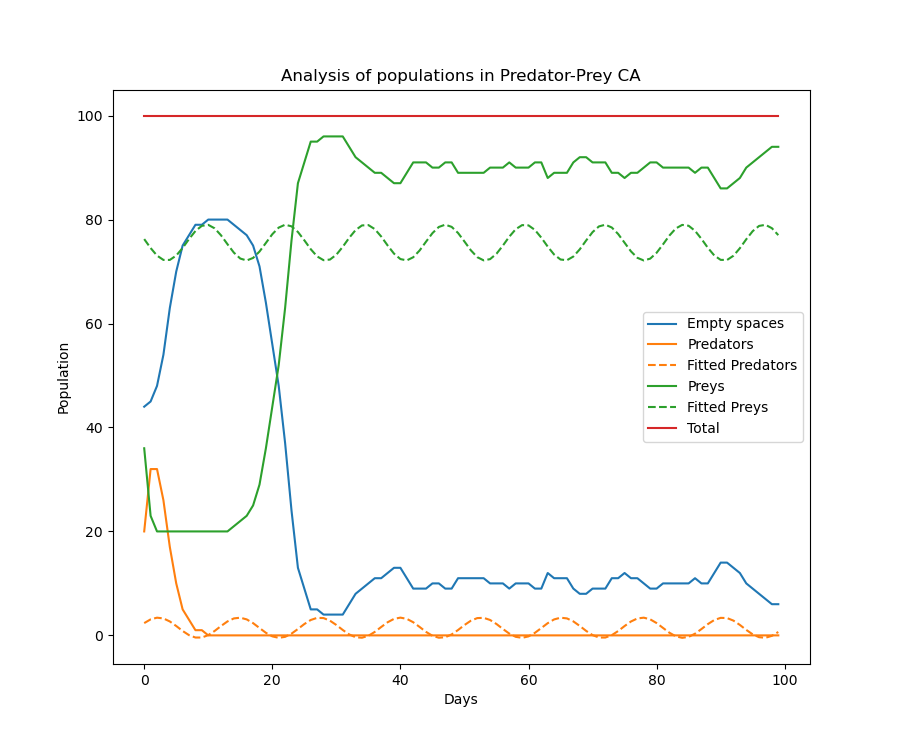 Analysis of populations in Predator-Prey CA
100
80
60
40
20
0
Population
Empty spaces
Predators
Fitted Predators
Preys
Fitted Preys
Total
0 20 40 60 80 100
Days